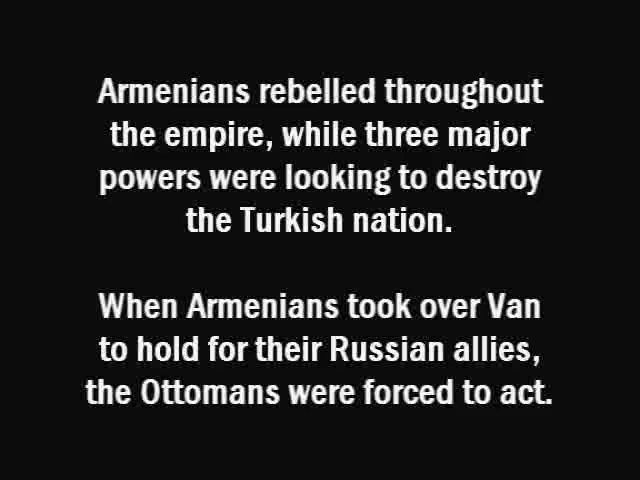 Armenians rebelled throughout
the empire, while three major
powers were looking to destroy
the Turkish nation.
When Armenians took over Van
to hold for their Russian allies,
the Ottomans were forced to act.